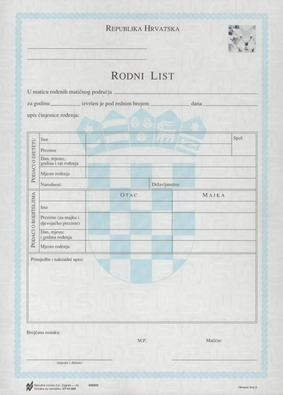 REPUBLIKA HRVATSKA
RODNI LIST
U maticu rođenih matičnog područja
za godinu, izvršen je pod rednim brojem dana
upis činjenice rođenja:
PODACI O DJETETU
Ime Spol:
Prezime
Dan, mjesec, godina i sat rođenja
Mjesto rođenja
Narodnost: Državljanstvo:
PODACI O RODITELJIMA
OTAC MAJKA
Ime
Prezime (za majku i djevojačko prezime)
Dan, mjesec i godina rođenja
Mjesto rođenja
Primjedbe i naknadni upisi:
Brojčana oznaka:
M.P. Matičar: